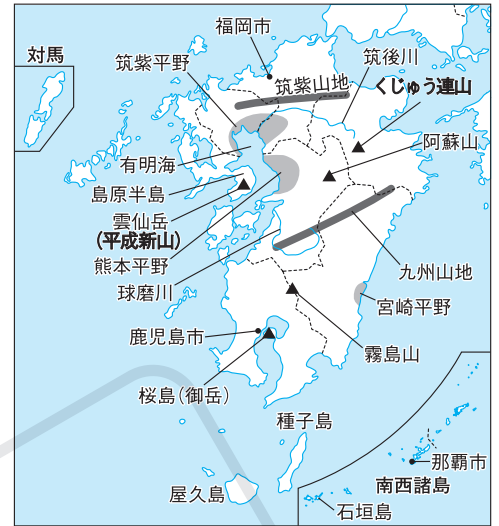 福岡市
対馬
筑紫平野
筑紫山地
筑後川
くじゅう連山
阿蘇山
有明海
島原半島
雲仙岳
(平成新山)
熊本平野
球磨川
九州山地
宮崎平野
鹿児島市
霧島山
桜島(御岳)
種子島
屋久島
那覇市
南西諸島
石垣島